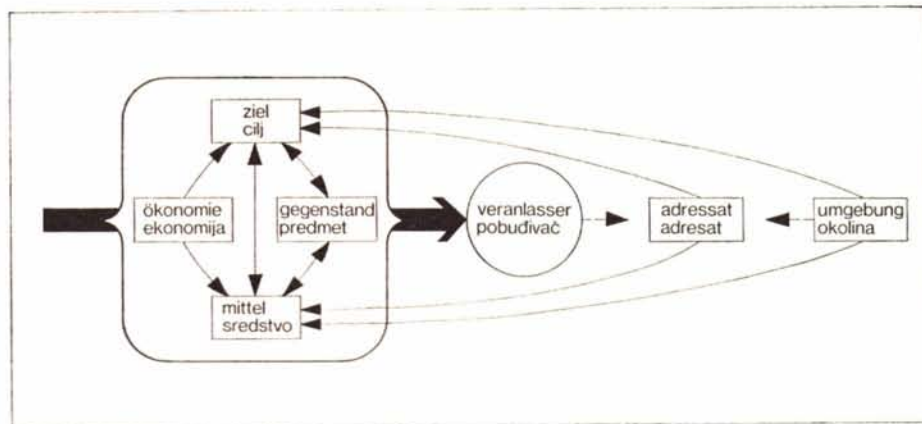 ziel
cilj
ökonomie
ekonomija
gegenstand
predmet
mittel
sredstvo
veranlasser
pobuđivač
adressat
adresat
umgebung
okolina